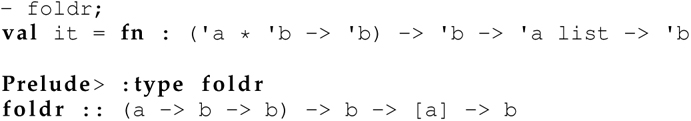 - foldr;
val it = fn : ('a * 'b -> 'b) -> 'b -> 'a list -> 'b
Prelude> :type foldr
foldr :: (a -> b -> b) -> b -> [a] -> b